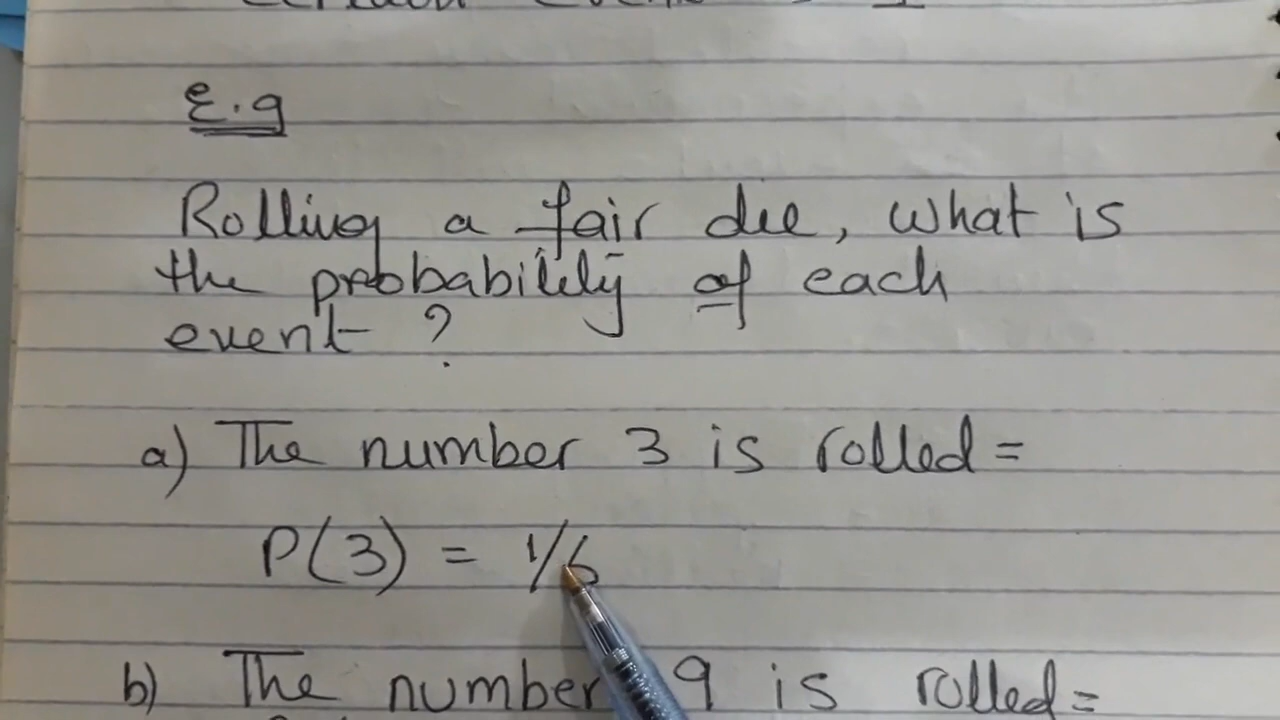 E.g
Rolling a fair die, what is
the probability of each
event ?
a) The number 3 is rolled =
P(3) = 1/6
b) The number 9 is rolled =